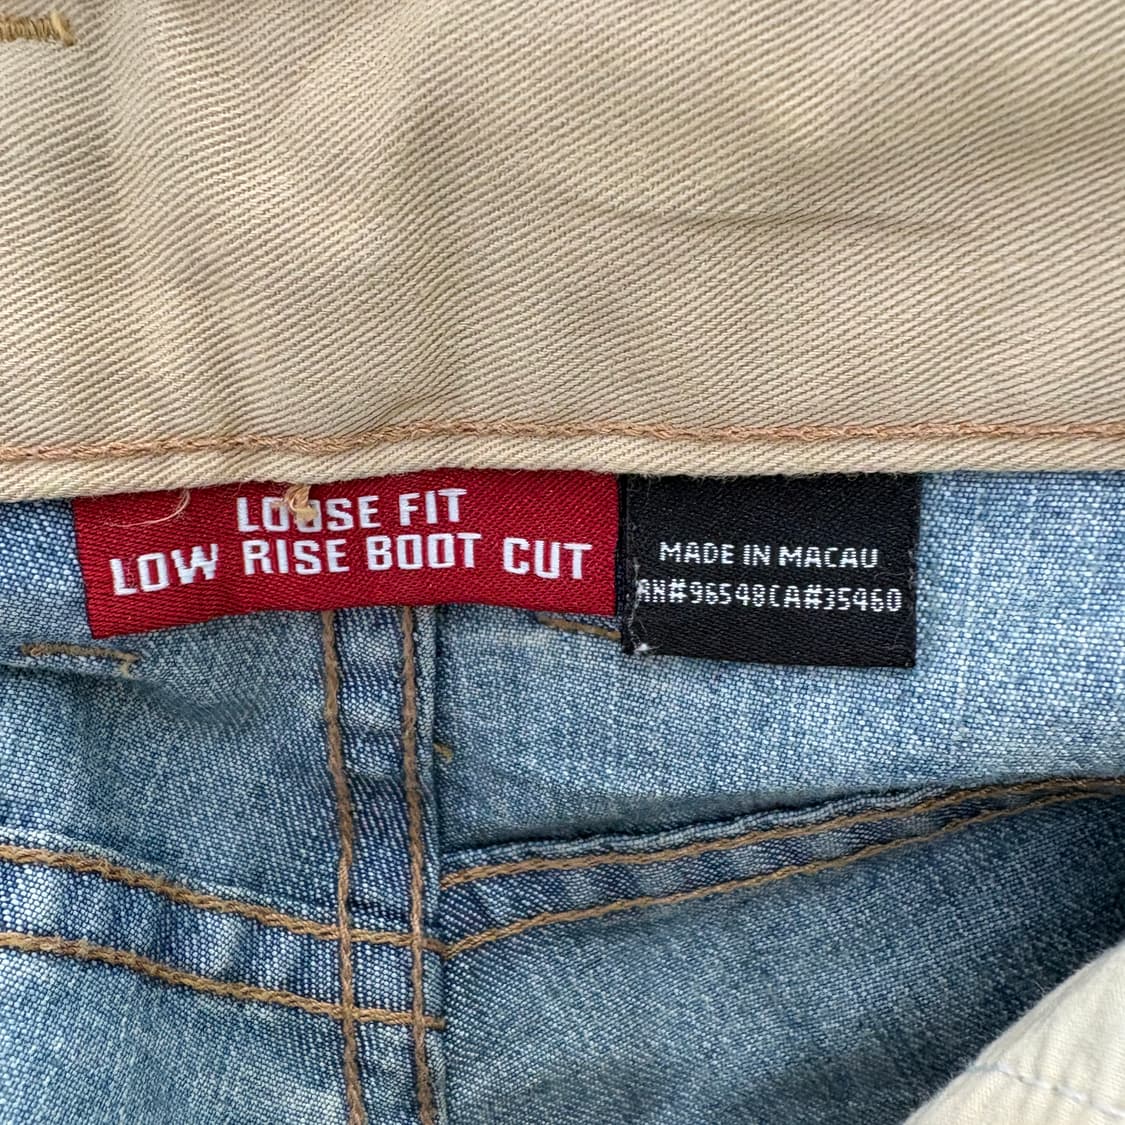 LOOSE FIT
LOW RISE BOOT CUT
MADE IN MACAU
RN#96548CA#35460